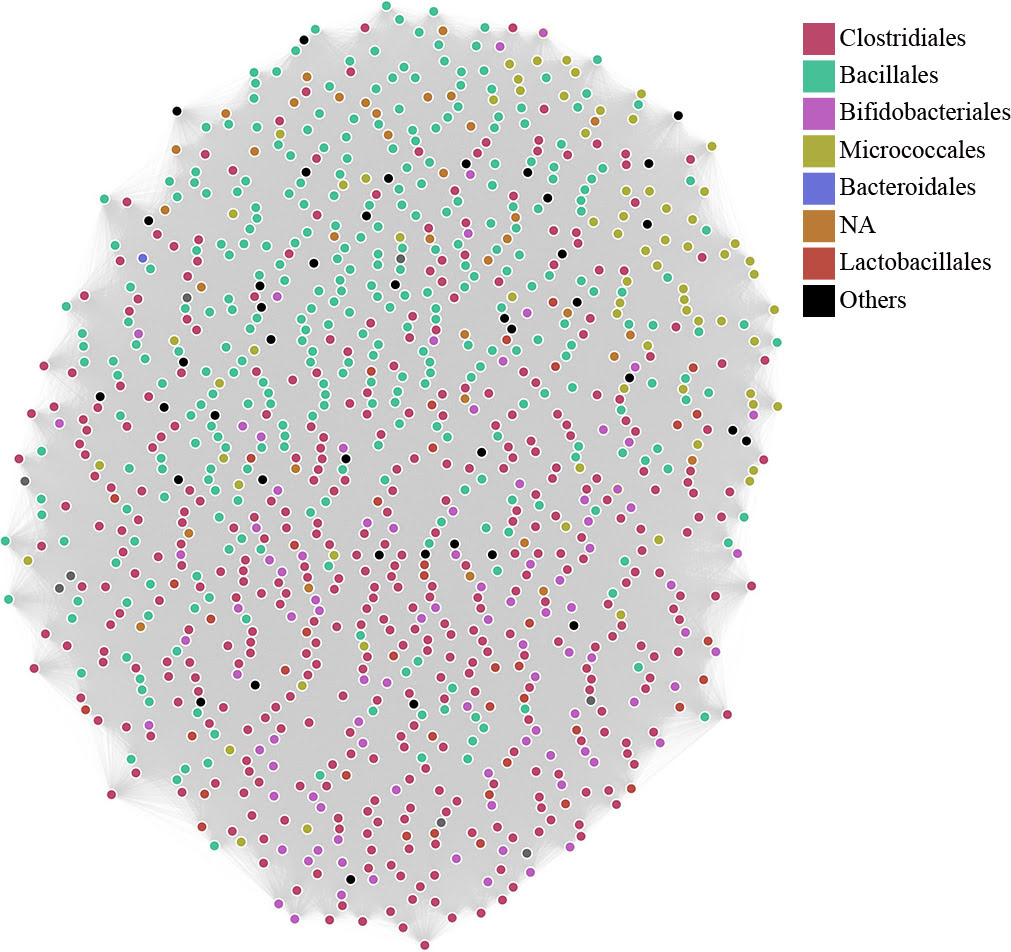 Clostridiales
Bacillales
Bifidobacteriales
Micrococcales
Bacteroidales
NA
Lactobacillales
Others